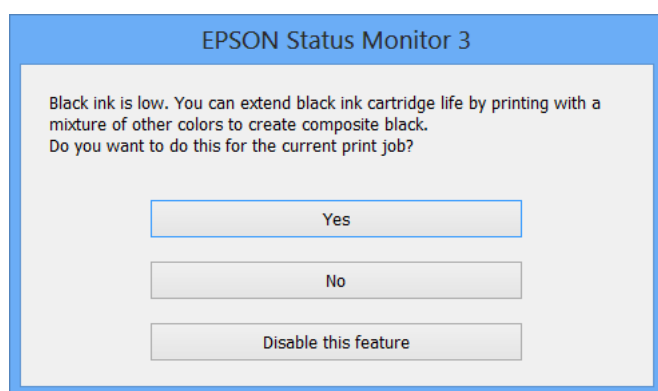 EPSON Status Monitor 3
Black ink is low. You can extend black ink cartridge life by printing with a
mixture of other colors to create composite black.
Do you want to do this for the current print job?
Yes
No
Disable this feature